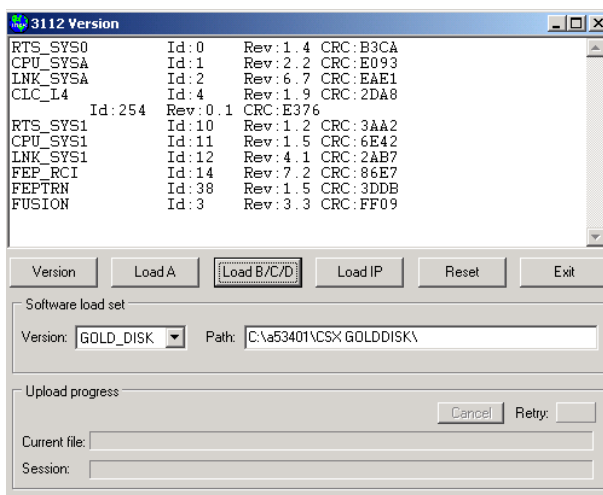 3112 Version
RTS_SYS0 Id:0 Rev:1.4 CRC:B3CA
CPU_SYSA Id:1 Rev:2.2 CRC:E093
LNK_SYSA Id:2 Rev:6.7 CRC:EAE1
CLC_L4 Id:4 Rev:1.9 CRC:2DA8
Id:254 Rev:0.1 CRC:E376
RTS_SYS1 Id:10 Rev:1.2 CRC:3AA2
CPU_SYS1 Id:11 Rev:1.5 CRC:6E42
LNK_SYS1 Id:12 Rev:4.1 CRC:2AB7
FEP_RCI Id:14 Rev:7.2 CRC:86E7
FEPTRN Id:38 Rev:1.5 CRC:3DDB
FUSION Id:3 Rev:3.3 CRC:FF09
Version Load A Load B/C/D Load IP Reset Exit
Software load set
Version: GOLD_DISK Path: C:\a53401\CSX GOLDDISK\
Upload progress
Cancel Retry:
Current file:
Session: